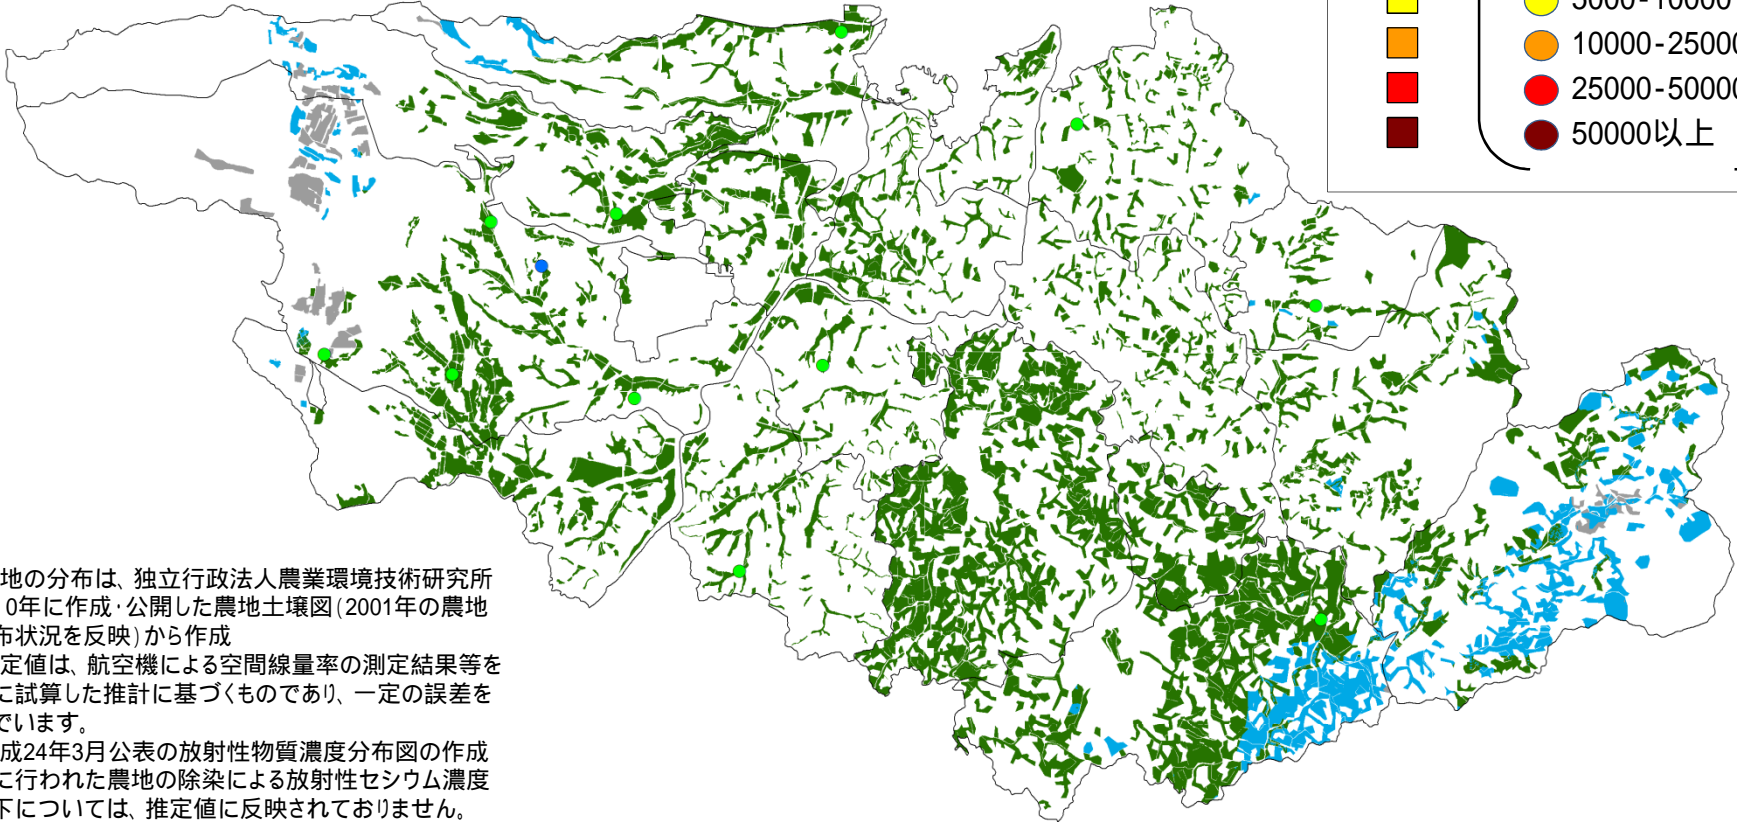 5000-10000
10000-25000
25000-50000
50000以上
地の分布は、独立行政法人農業環境技術研究所
10年に作成・公開した農地土壌図(2001年の農地
布状況を反映)から作成
定値は、航空機による空間線量率の測定結果等を
に試算した推計に基づくものであり、一定の誤差を
でいます。
成24年3月公表の放射性物質濃度分布図の作成
に行われた農地の除染による放射性セシウム濃度
下については、推定値に反映されておりません。